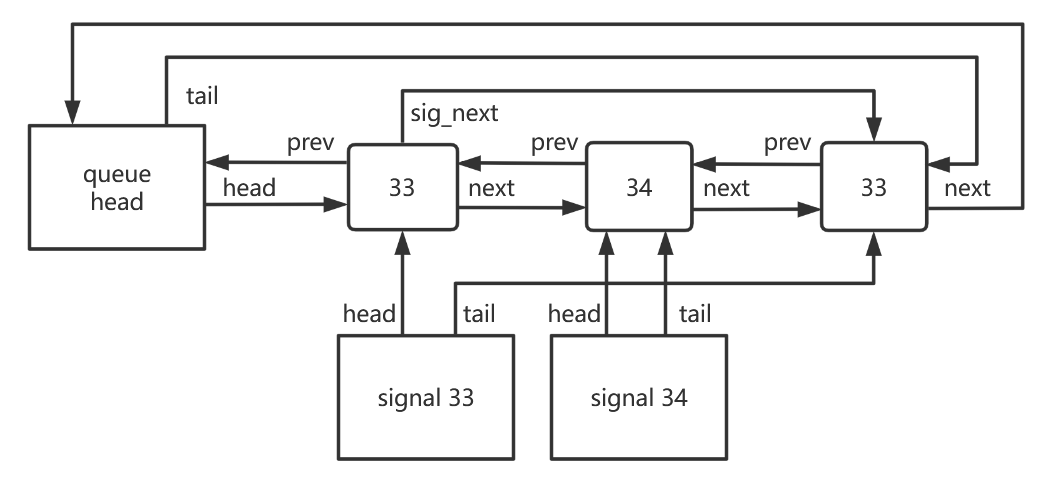 tail
sig_next
prev
prev
prev
queue
head
head
33
next
34
next
33
next
head
tail
head
tail
signal 33
signal 34